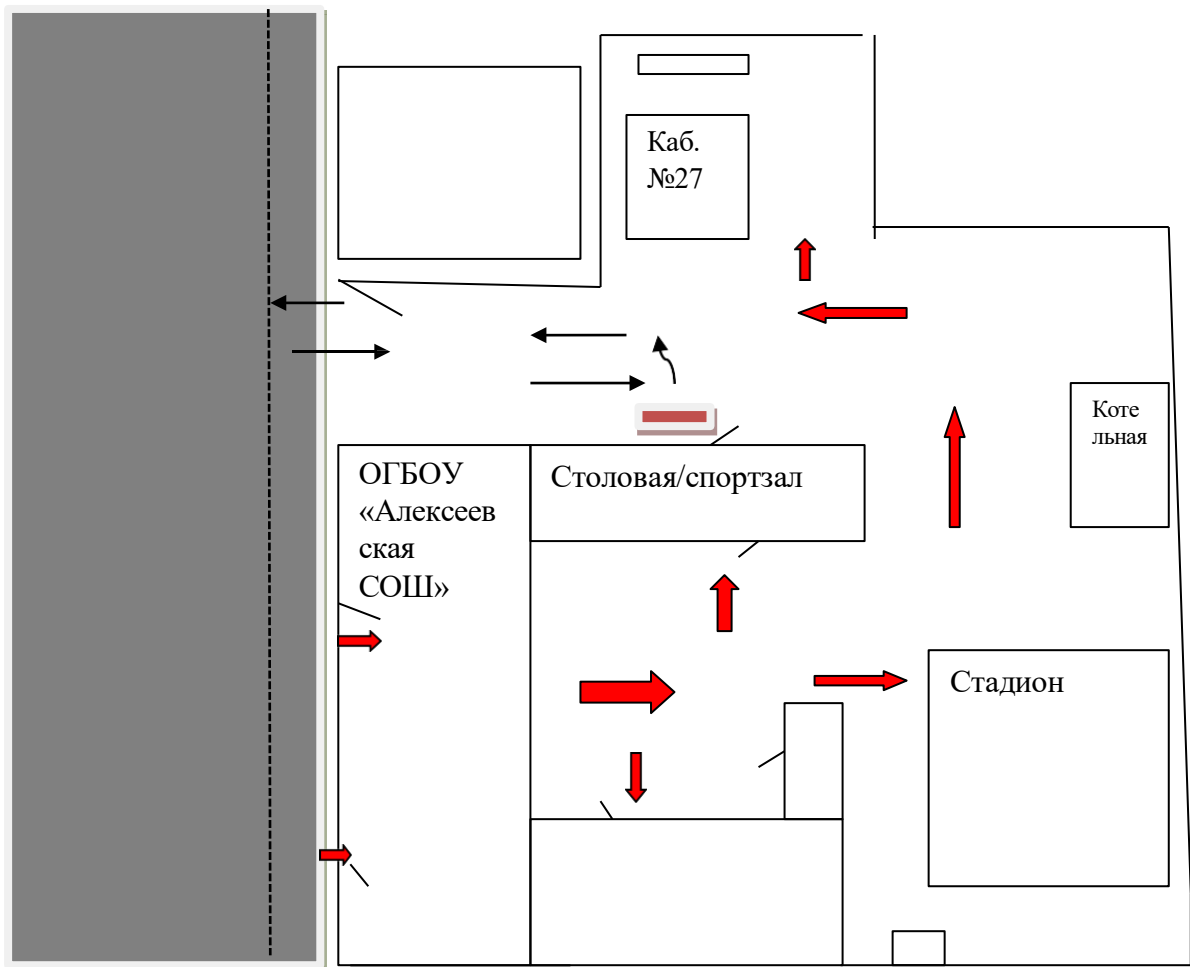 Каб.
№27
Коте
льная
ОГБОУ
«Алексеев
ская
СОШ»
Столовая/спортзал
Стадион